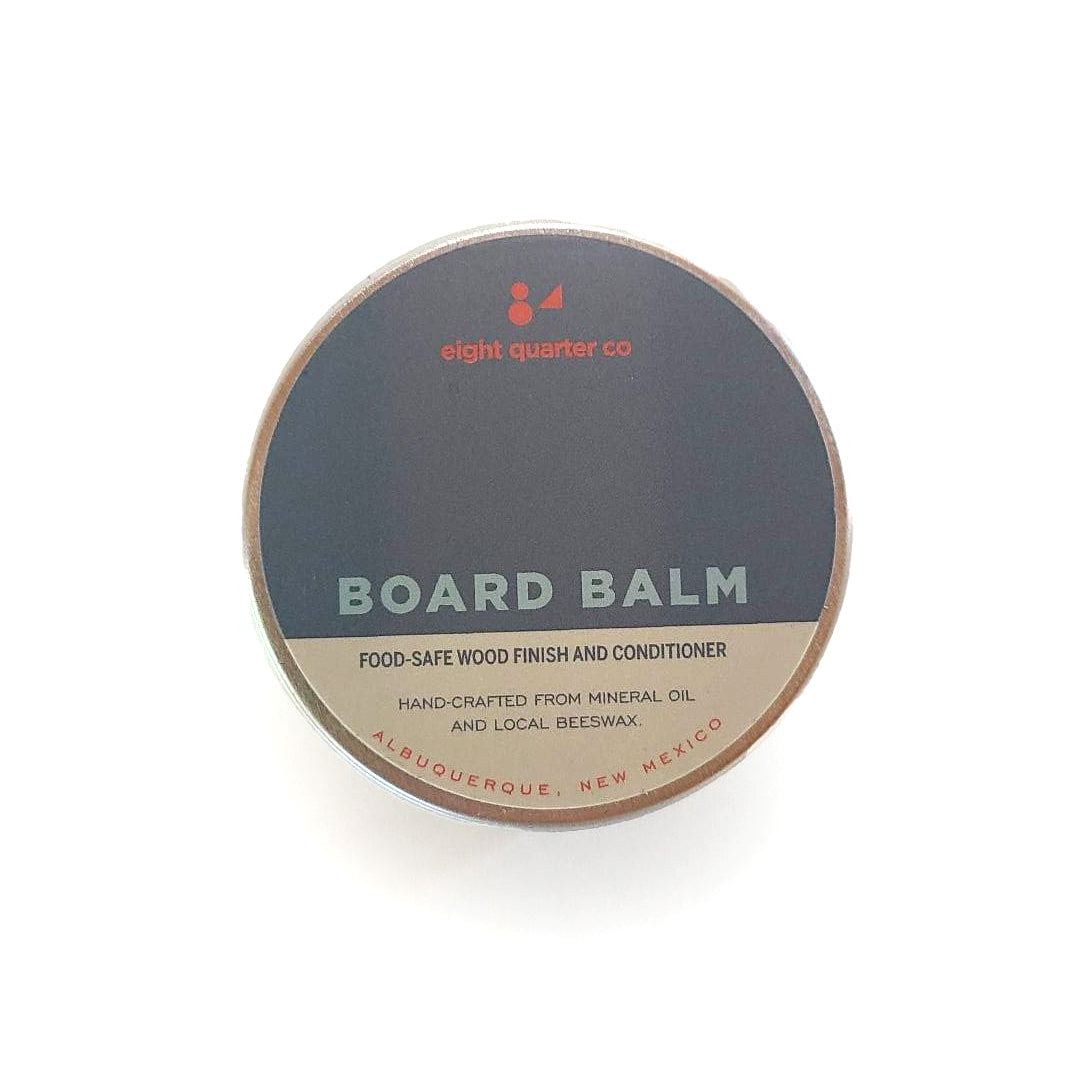 eight quarter co
BOARD BALM
FOOD-SAFE WOOD FINISH AND CONDITIONER
HAND-CRAFTED FROM MINERAL OIL
AND LOCAL BEESWAX.
ALBUQUERQUE, NEW MEXICO